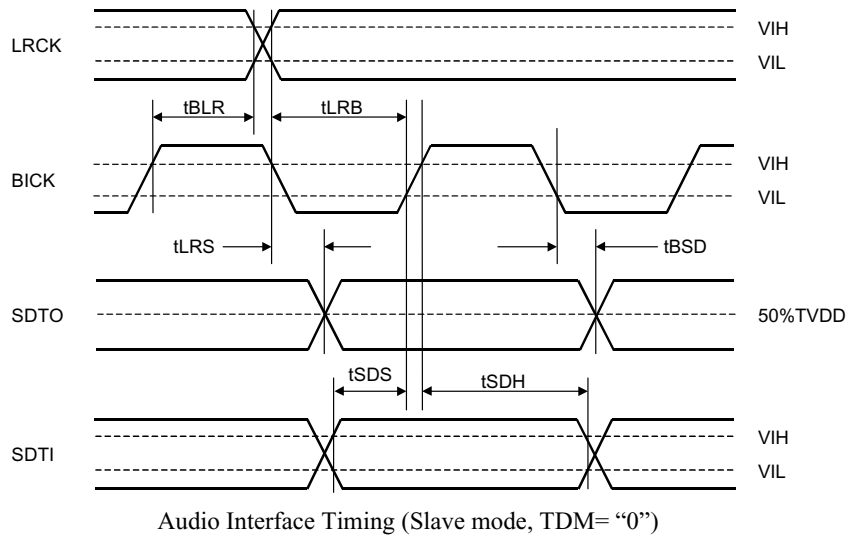 LRCK
VIH
VIL
tBLR
tLRB
BICK
VIH
VIL
tLRS
tBSD
SDTO
50%TVDD
tSDS
tSDH
SDTI
VIH
VIL
Audio Interface Timing (Slave mode, TDM= “0”)